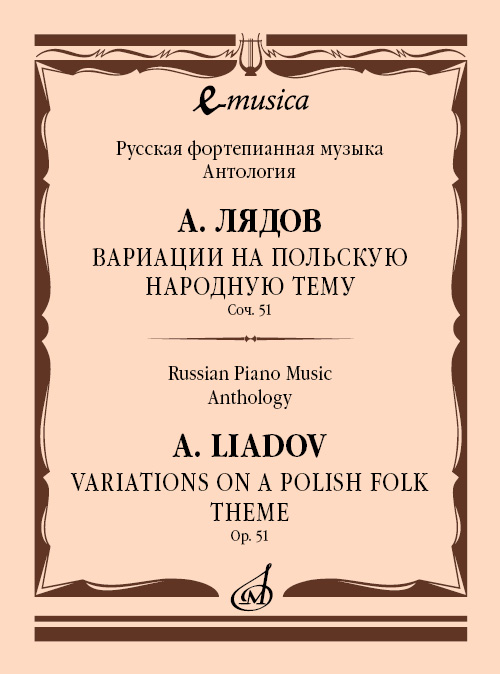 e-musica
Русская фортепианная музыка
Антология
А. ЛЯДОВ
ВАРИАЦИИ НА ПОЛЬСКУЮ
НАРОДНУЮ ТЕМУ
Соч. 51
Russian Piano Music
Anthology
A. LIADOV
VARIATIONS ON A POLISH FOLK
THEME
Op. 51
М